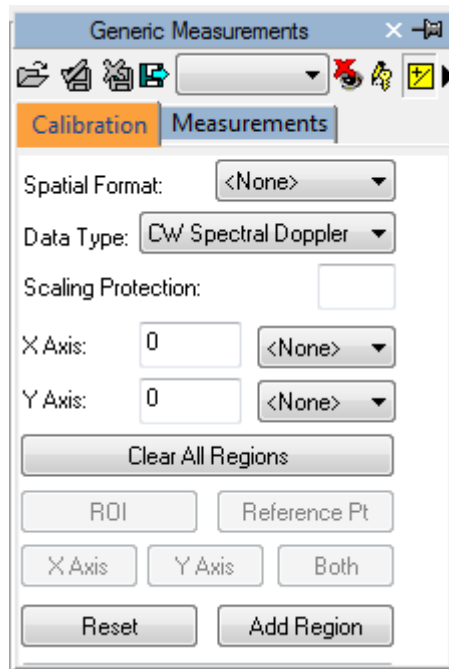 Generic Measurements
Calibration Measurements
Spatial Format: <None>
Data Type: CW Spectral Doppler
Scaling Protection:
X Axis: 0 <None>
Y Axis: 0 <None>
Clear All Regions
ROI Reference Pt
X Axis Y Axis Both
Reset Add Region